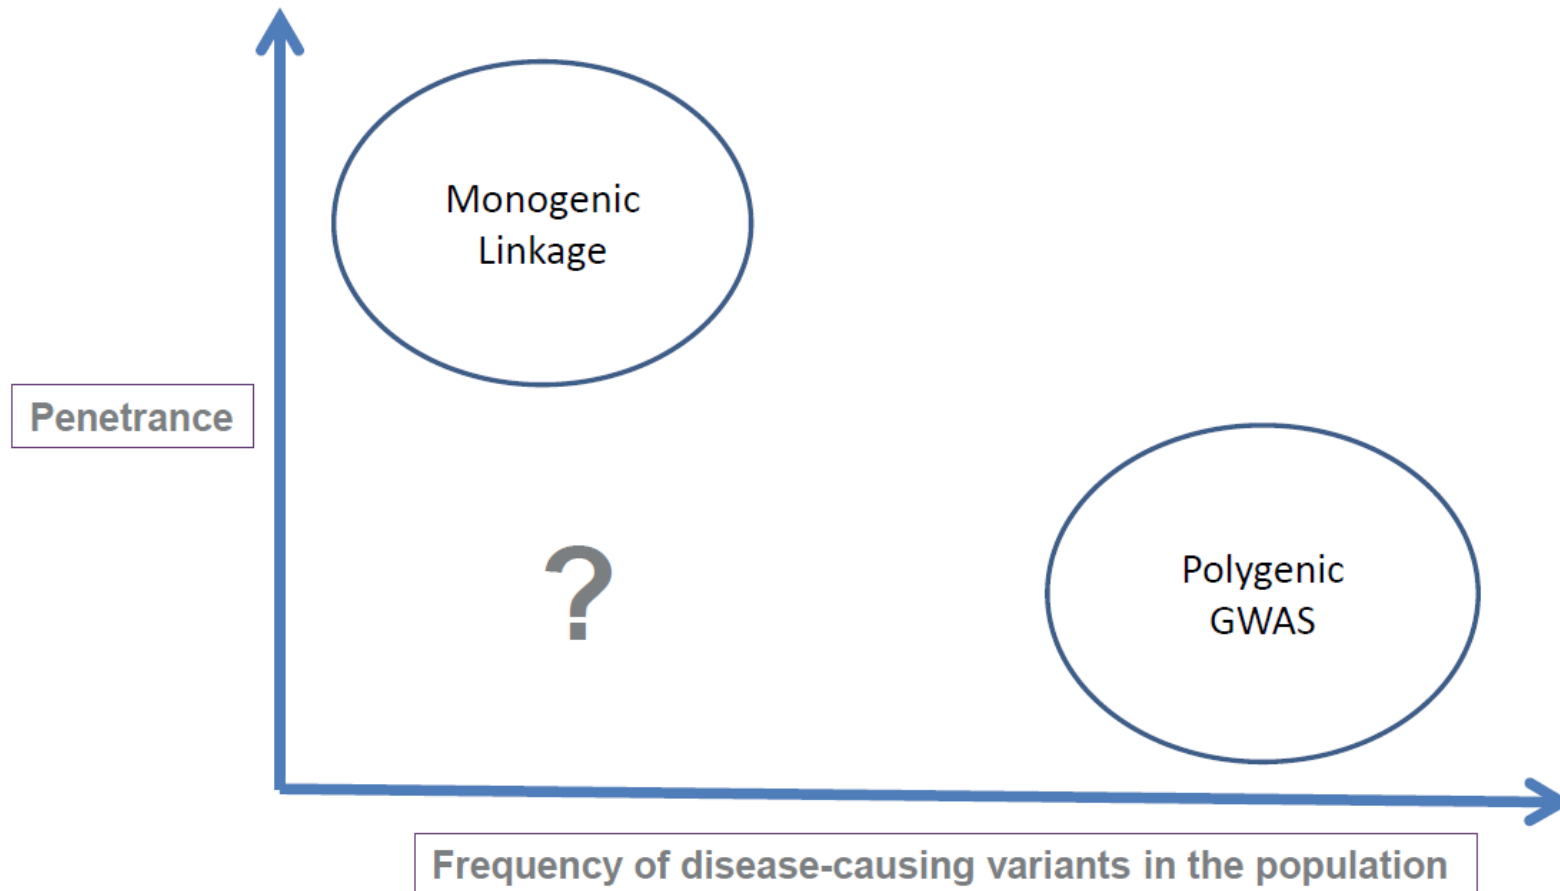 Monogenic
Linkage
Penetrance
?
Polygenic
GWAS
Frequency of disease-causing variants in the population